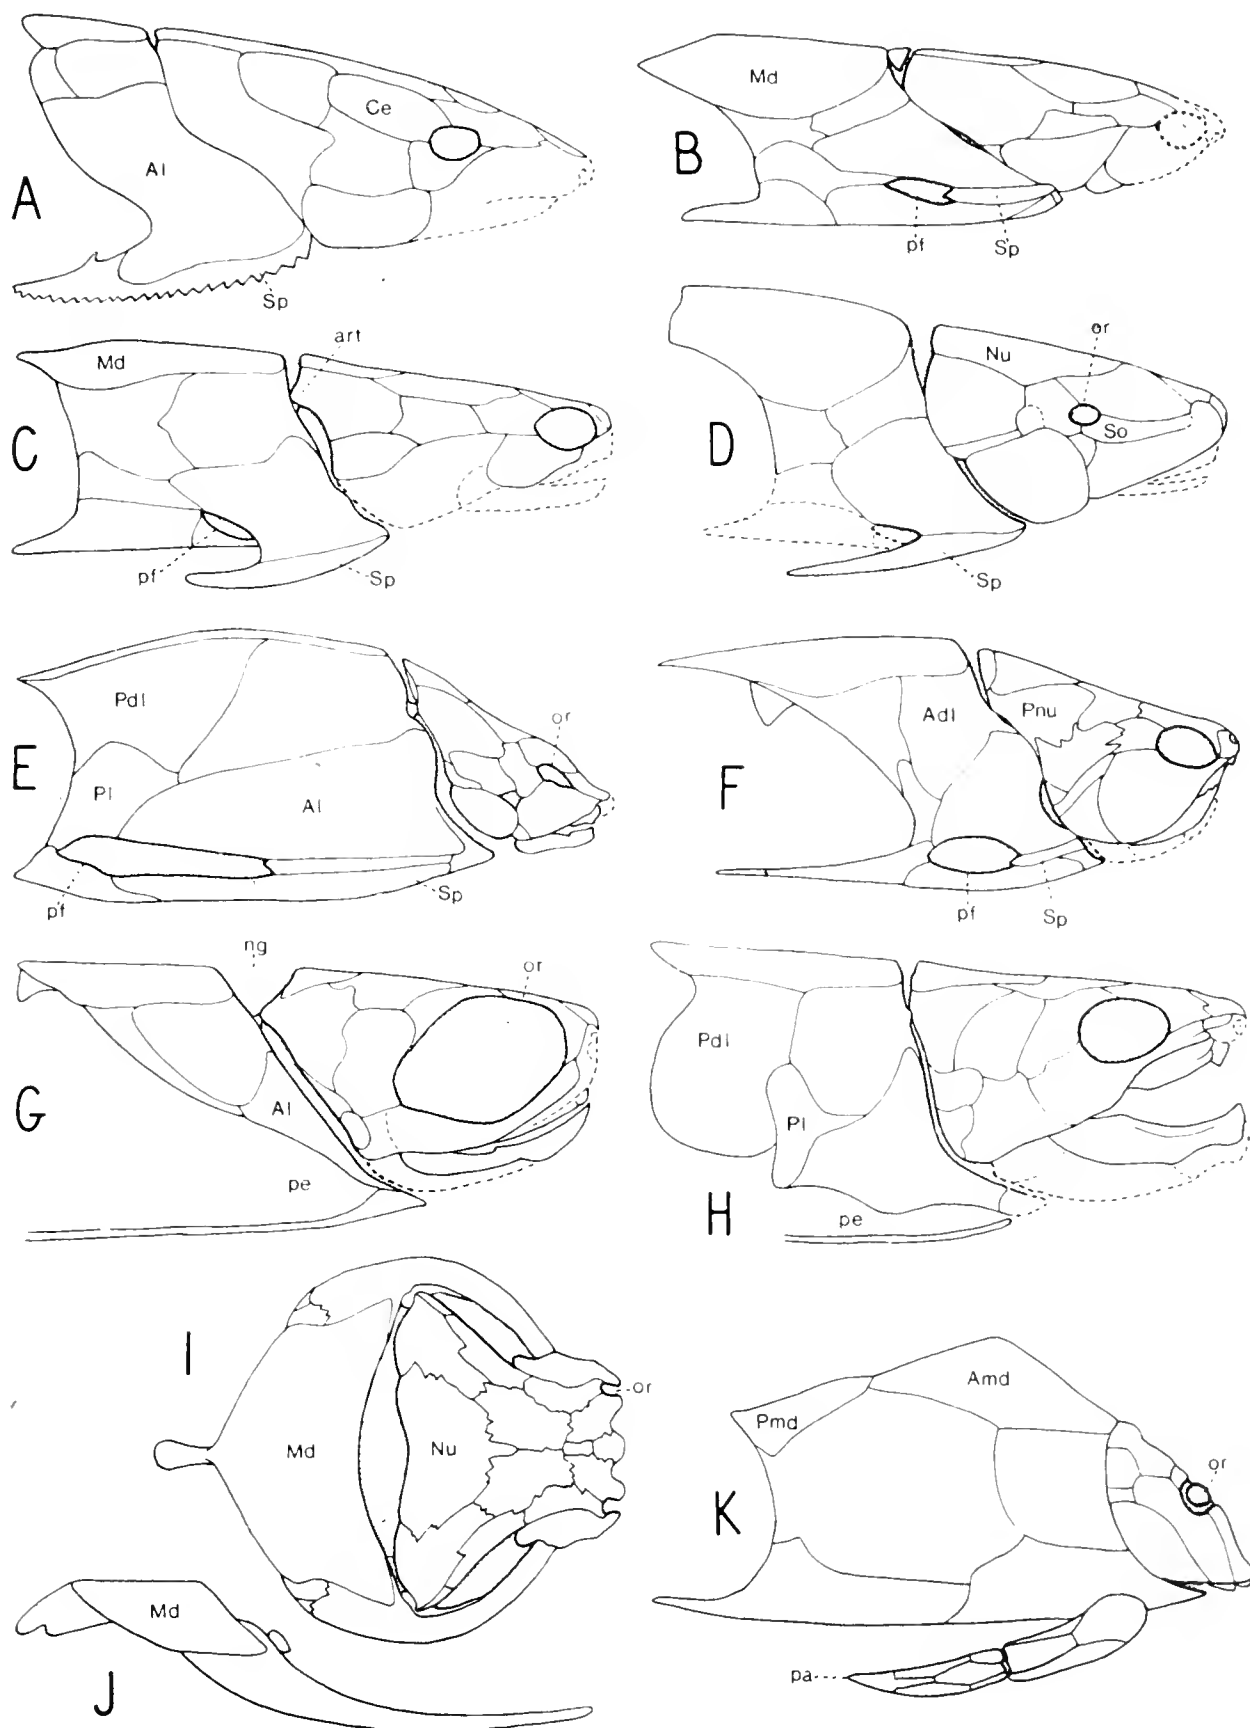 Ce
Al
A
Sp
Md
B
pf
Sp
art
Md
C
pf
Sp
or
Nu
So
D
Sp
Pdl
or
E
Pl
Al
Sp
pf
Adl
Pnu
F
pf
Sp
ng
or
G
Al
pe
Pdl
Pl
H
pe
I
or
Md
Nu
Md
J
Amd
Pmd
or
K
pa